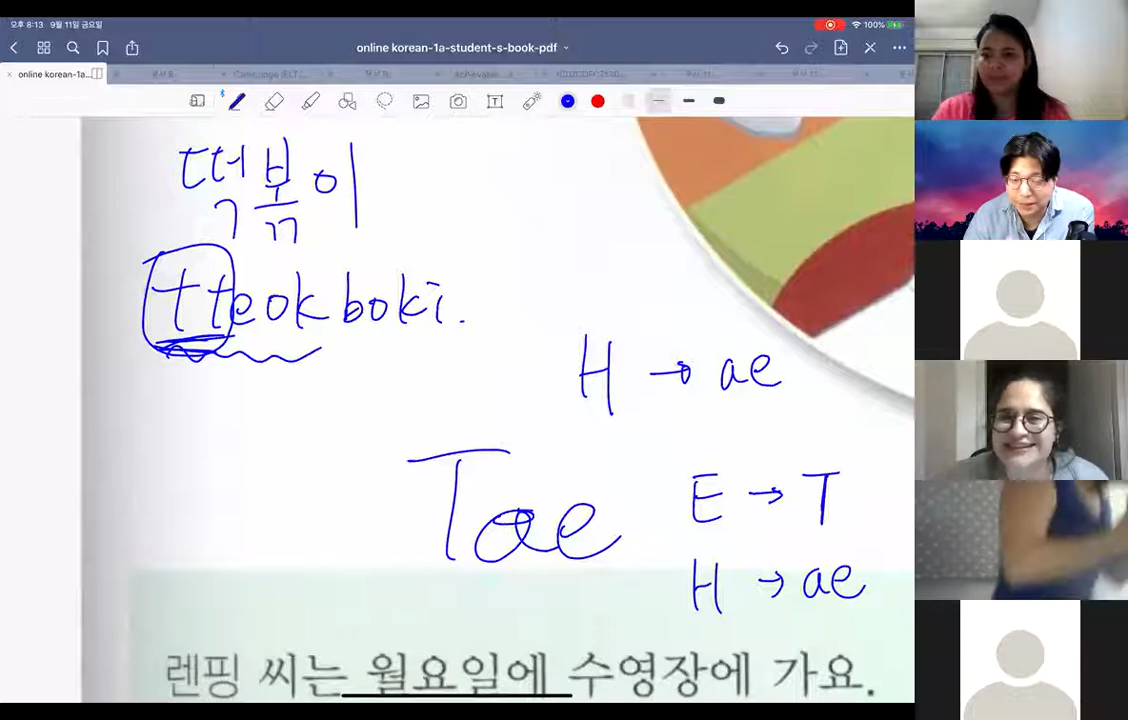 오후 8:13 9월 11일 금요일 100%
online korean-1a-student-s-book-pdf
online korean-1a-...
떡볶이
tteokboki.
ㅐ → ae
Tae
ㅌ → T
ㅐ → ae
렌핑 씨는 월요일에 수영장에 가요.